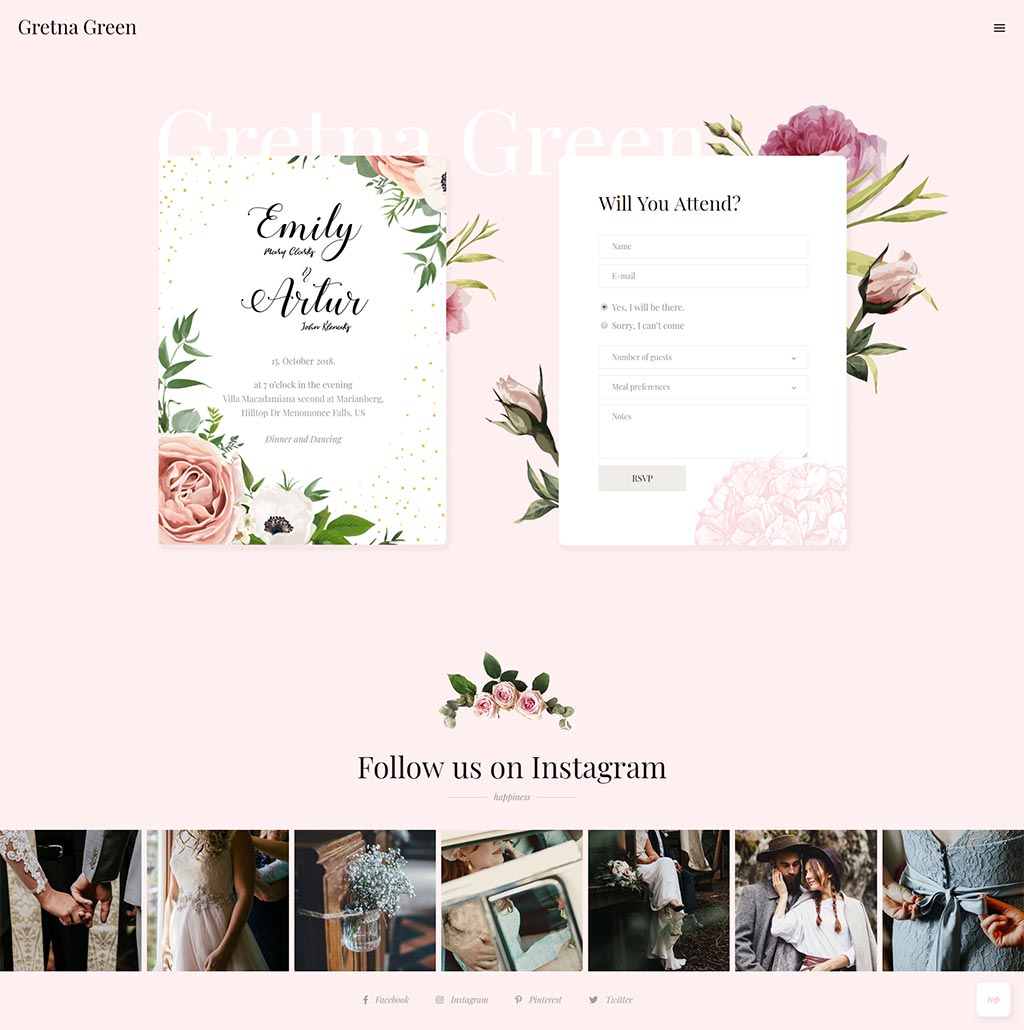 Gretna Green
Gretna Green
Emily
Mary Clarks
&
Artur
John Klencks
15. October 2018.
at 7 o'clock in the evening
Villa Macadamiana second at Marianberg,
Hilltop Dr Menomonee Falls, US
Dinner and Dancing
Will You Attend?
Name
E-mail
Yes, I will be there.
Sorry, I can't come
Number of guests
Meal preferences
Notes
RSVP
Follow us on Instagram
happiness
Facebook Instagram Pinterest Twitter
top